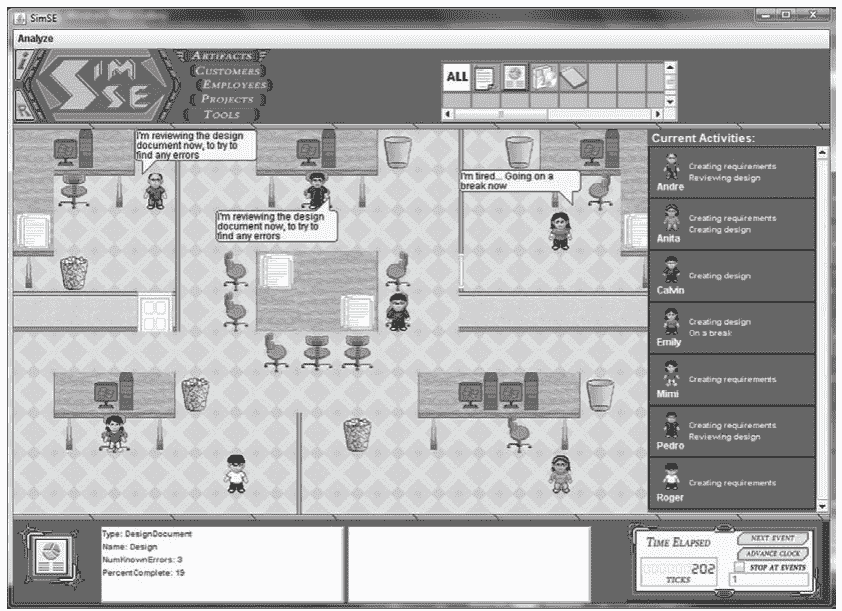 SimSE
Analyze
SIM
SE
ARTIFACTS
CUSTOMERS
EMPLOYEES
PROJECTS
TOOLS
ALL
I'm reviewing the design
document now, to try to
find any errors
I'm reviewing the design
document now, to try to
find any errors
I'm tired... Going on a
break now
Current Activities:
Andre
Creating requirements
Reviewing design
Anita
Creating requirements
Creating design
Calvin
Creating design
Emily
Creating design
On a break
Mimi
Creating requirements
Pedro
Creating requirements
Reviewing design
Roger
Creating requirements
Type: DesignDocument
Name: Design
NumKnownErrors: 3
PercentComplete: 19
TIME ELAPSED
202
TICKS
NEXT EVENT
ADVANCE CLOCK
STOP AT EVENTS
1